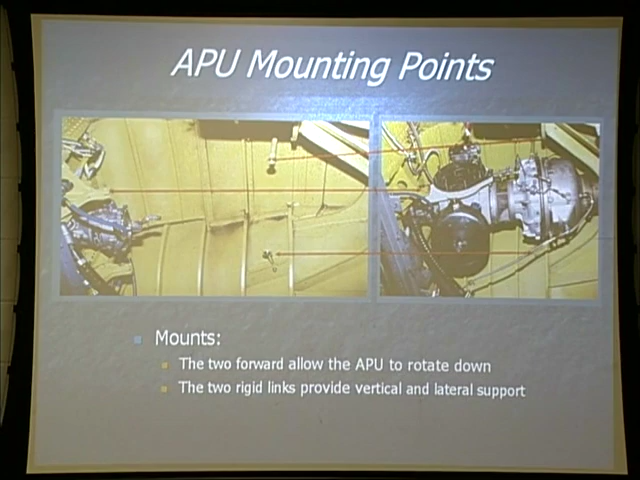 APU Mounting Points
Mounts:
The two forward allow the APU to rotate down
The two rigid links provide vertical and lateral support